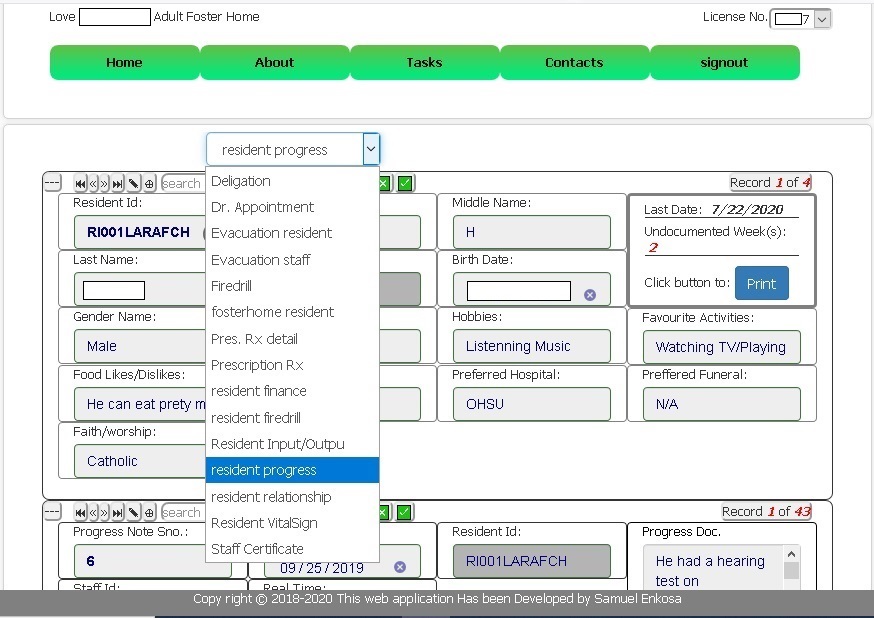 Love Adult Foster Home License No. 7
Home About Tasks Contacts signout
resident progress
Deligation
Dr. Appointment
Evacuation resident
Evacuation staff
Firedrill
fosterhome resident
Pres. Rx detail
Prescription Rx
resident finance
resident firedrill
Resident Input/Outpu
resident progress
resident relationship
Resident VitalSign
Staff Certificate
search Record 1 of 4
Resident Id: Middle Name:
RI001LARAFCH H
Last Date: 7/22/2020
Undocumented Week(s):
2
Click button to: Print
Last Name: Birth Date:
Gender Name: Hobbies: Favourite Activities:
Male Listenning Music Watching TV/Playing
Food Likes/Dislikes: Preferred Hospital: Preffered Funeral:
He can eat prety m OHSU N/A
Faith/worship:
Catholic
search Record 1 of 43
Progress Note Sno.: Resident Id: Progress Doc.
6 09/25/2019 RI001LARAFCH He had a hearing
test on
Staff Id: Real Time:
Copy right © 2018-2020 This web application Has been Developed by Samuel Enkosa